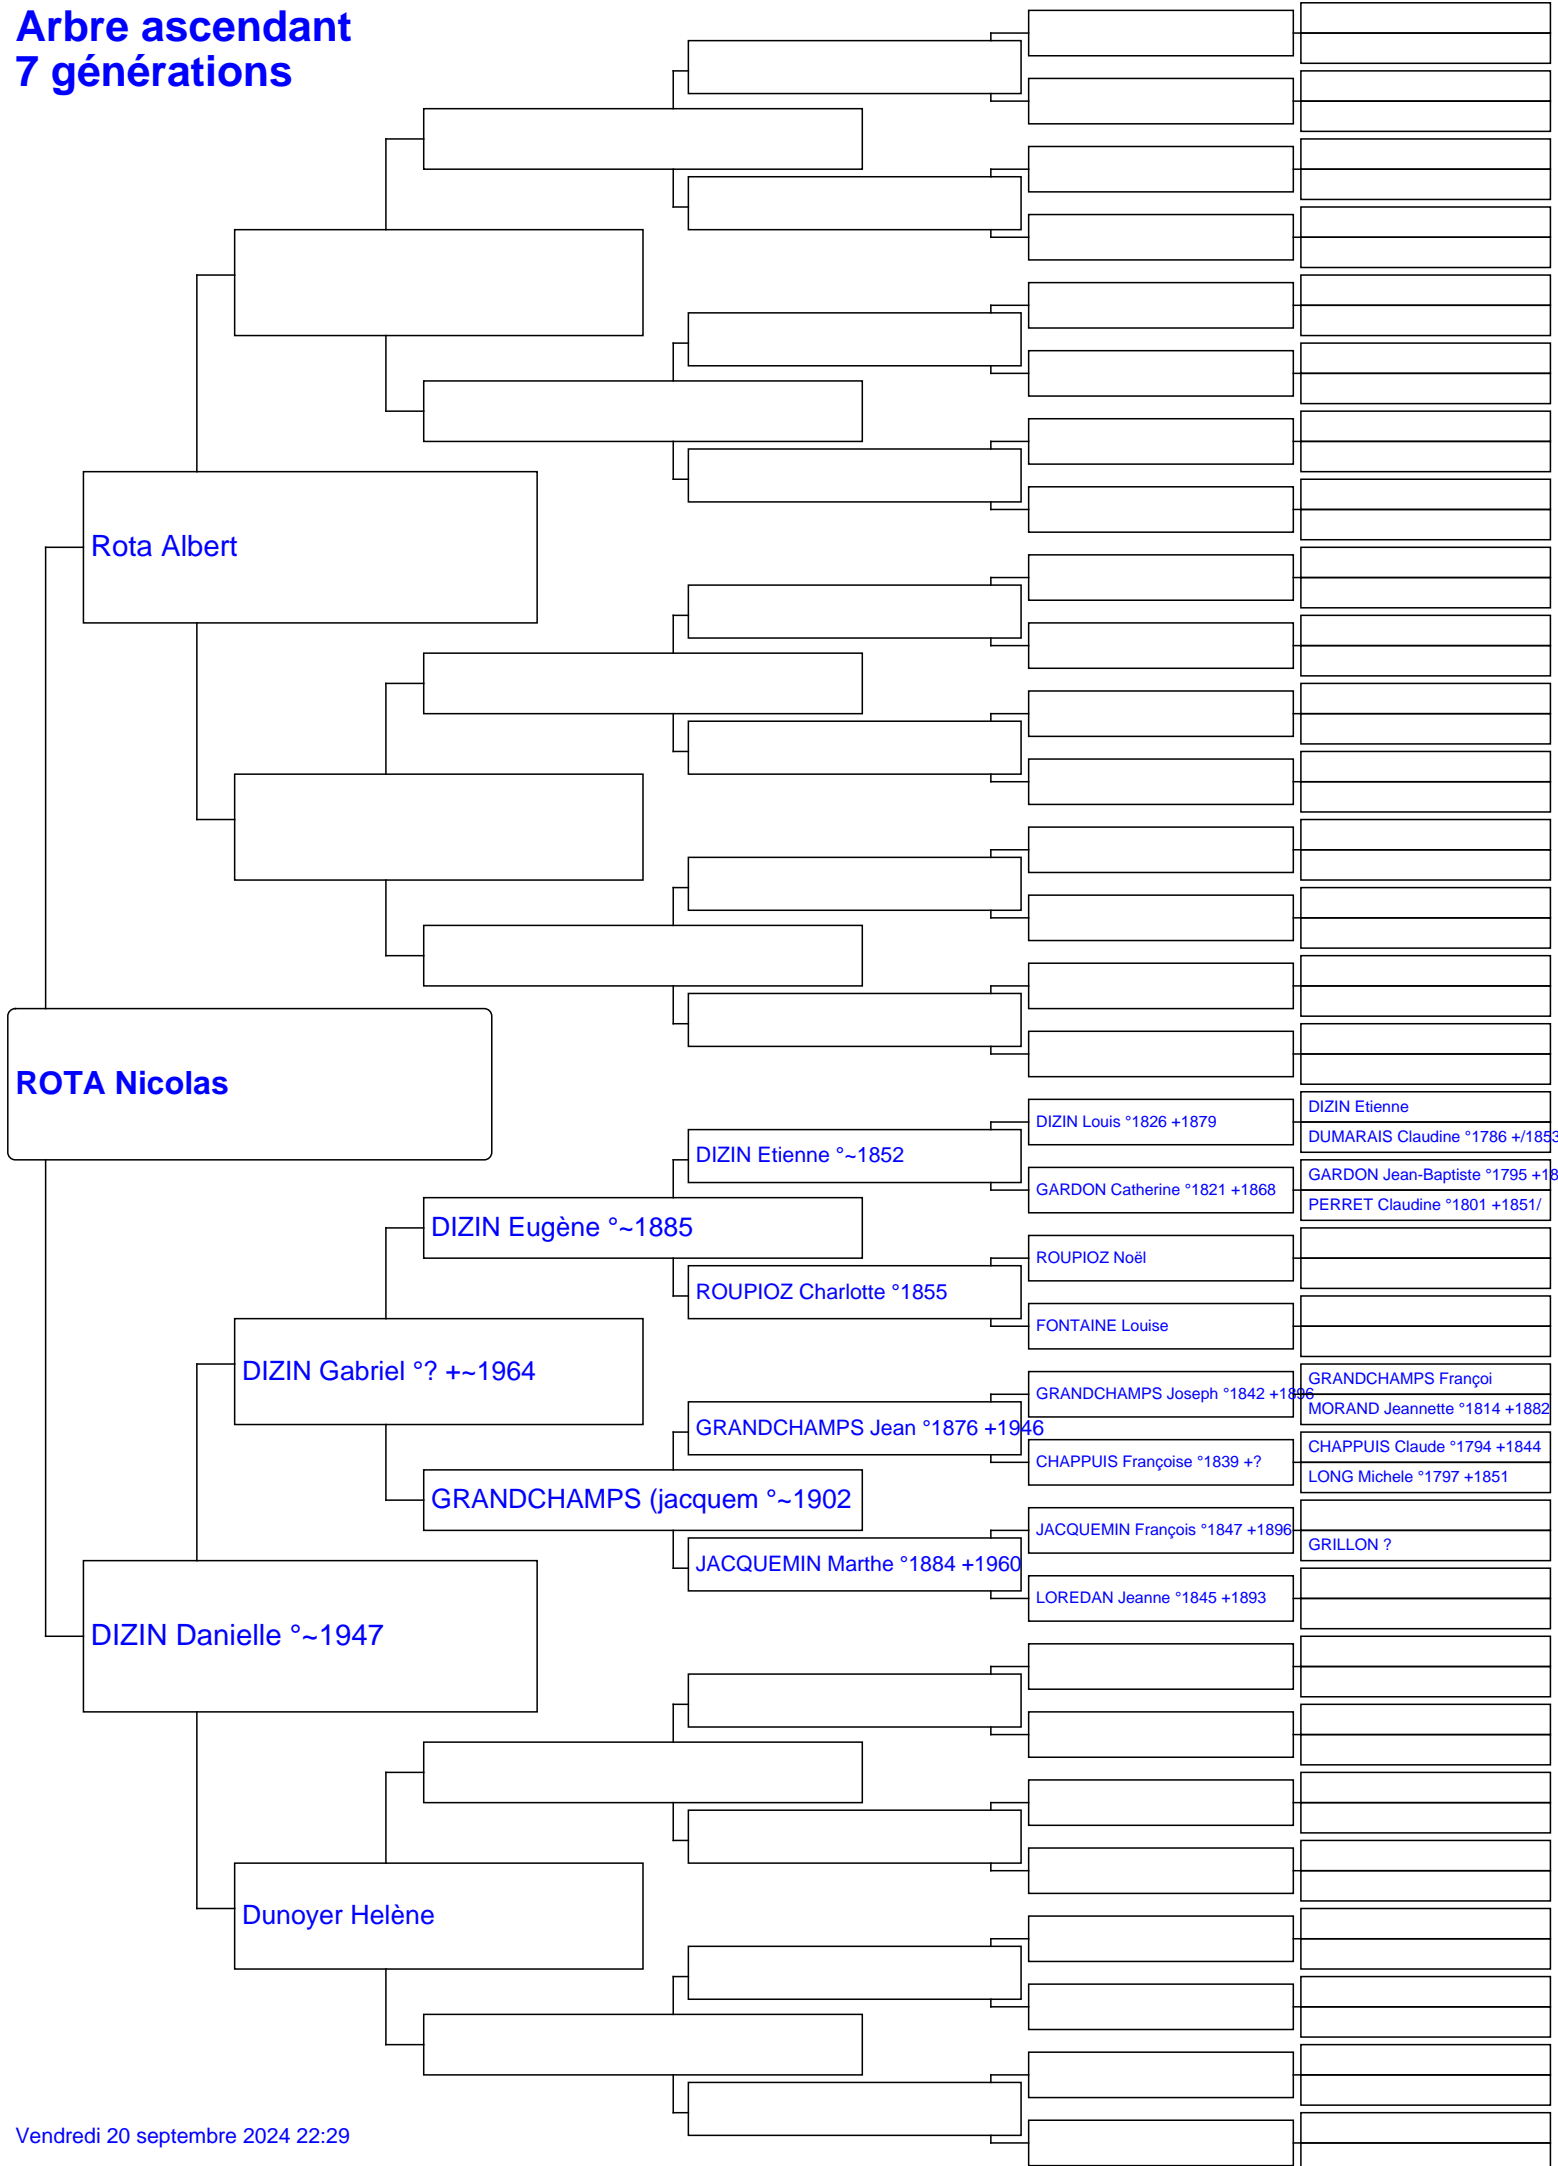 Arbre ascendant
7 générations
Rota Albert
ROTA Nicolas
DIZIN Etienne
DIZIN Louis °1826 +1879
DUMARAIS Claudine °1786 +/1853
DIZIN Etienne °~1852
GARDON Jean-Baptiste °1795 +18
GARDON Catherine °1821 +1868
PERRET Claudine °1801 +1851/
DIZIN Eugène °~1885
ROUPIOZ Noël
ROUPIOZ Charlotte °1855
FONTAINE Louise
DIZIN Gabriel °? +~1964
GRANDCHAMPS Françoi
GRANDCHAMPS Joseph °1842 +1896
MORAND Jeannette °1814 +1882
GRANDCHAMPS Jean °1876 +1946
CHAPPUIS Claude °1794 +1844
CHAPPUIS Françoise °1839 +?
LONG Michele °1797 +1851
GRANDCHAMPS (jacquem °~1902
JACQUEMIN François °1847 +1896
GRILLON ?
JACQUEMIN Marthe °1884 +1960
LOREDAN Jeanne °1845 +1893
DIZIN Danielle °~1947
Dunoyer Helène
Vendredi 20 septembre 2024 22:29